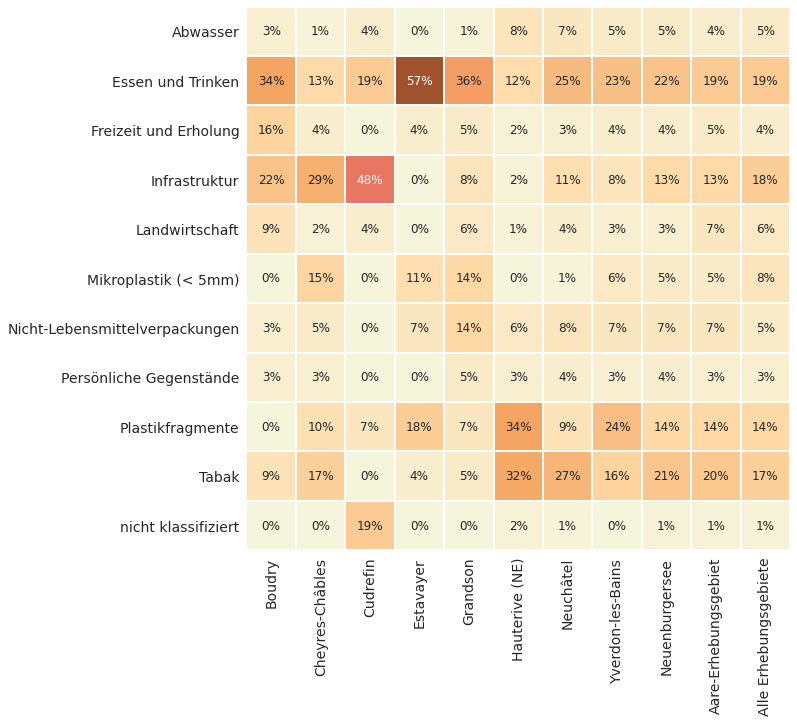 Abwasser 3% 1% 4% 0% 1% 8% 7% 5% 5% 4% 5%
Essen und Trinken 34% 13% 19% 57% 36% 12% 25% 23% 22% 19% 19%
Freizeit und Erholung 16% 4% 0% 4% 5% 2% 3% 4% 4% 5% 4%
Infrastruktur 22% 29% 48% 0% 8% 2% 11% 8% 13% 13% 18%
Landwirtschaft 9% 2% 4% 0% 6% 1% 4% 3% 3% 7% 6%
Mikroplastik (< 5mm) 0% 15% 0% 11% 14% 0% 1% 6% 5% 5% 8%
Nicht-Lebensmittelverpackungen 3% 5% 0% 7% 14% 6% 8% 7% 7% 7% 5%
Persönliche Gegenstände 3% 3% 0% 0% 5% 3% 4% 3% 4% 3% 3%
Plastikfragmente 0% 10% 7% 18% 7% 34% 9% 24% 14% 14% 14%
Tabak 9% 17% 0% 4% 5% 32% 27% 16% 21% 20% 17%
nicht klassifiziert 0% 0% 19% 0% 0% 2% 1% 0% 1% 1% 1%
Boudry
Cheyres-Châbles
Cudrefin
Estavayer
Grandson
Hauterive (NE)
Neuchâtel
Yverdon-les-Bains
Neuenburgersee
Aare-Erhebungsgebiet
Alle Erhebungsgebiete